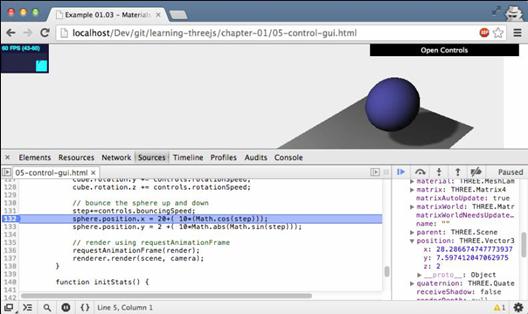 Example 01.03 - Materials
localhost/Dev/git/learning-threejs/chapter-01/05-control-gui.html
60 FPS (43-60)
Open Controls
Elements Resources Network Sources Timeline Profiles Audits Console
05-control-gui.html
Paused
127 cube.rotation.y += controls.rotationSpeed;
128 cube.rotation.z += controls.rotationSpeed;
129
130 // bounce the sphere up and down
131 step+=controls.bouncingSpeed;
132 sphere.position.x = 20+( 10*(Math.cos(step)));
133 sphere.position.y = 2 +( 10*Math.abs(Math.sin(step)));
134
135 // render using requestAnimationFrame
136 requestAnimationFrame(render);
137 renderer.render(scene, camera);
138 }
139
140 function initStats() {
material: THREE.MeshLam
matrix: THREE.Matrix4
matrixAutoUpdate: true
matrixWorld: THREE.Matr
matrixWorldNeedsUpdate…
name: ""
parent: THREE.Scene
position: THREE.Vector3
x: 28.286674747773937
y: 7.597412047062975
z: 2
__proto__: Object
quaternion: THREE.Quate
receiveShadow: false
renderDepth: null
{} Line 5, Column 1
1